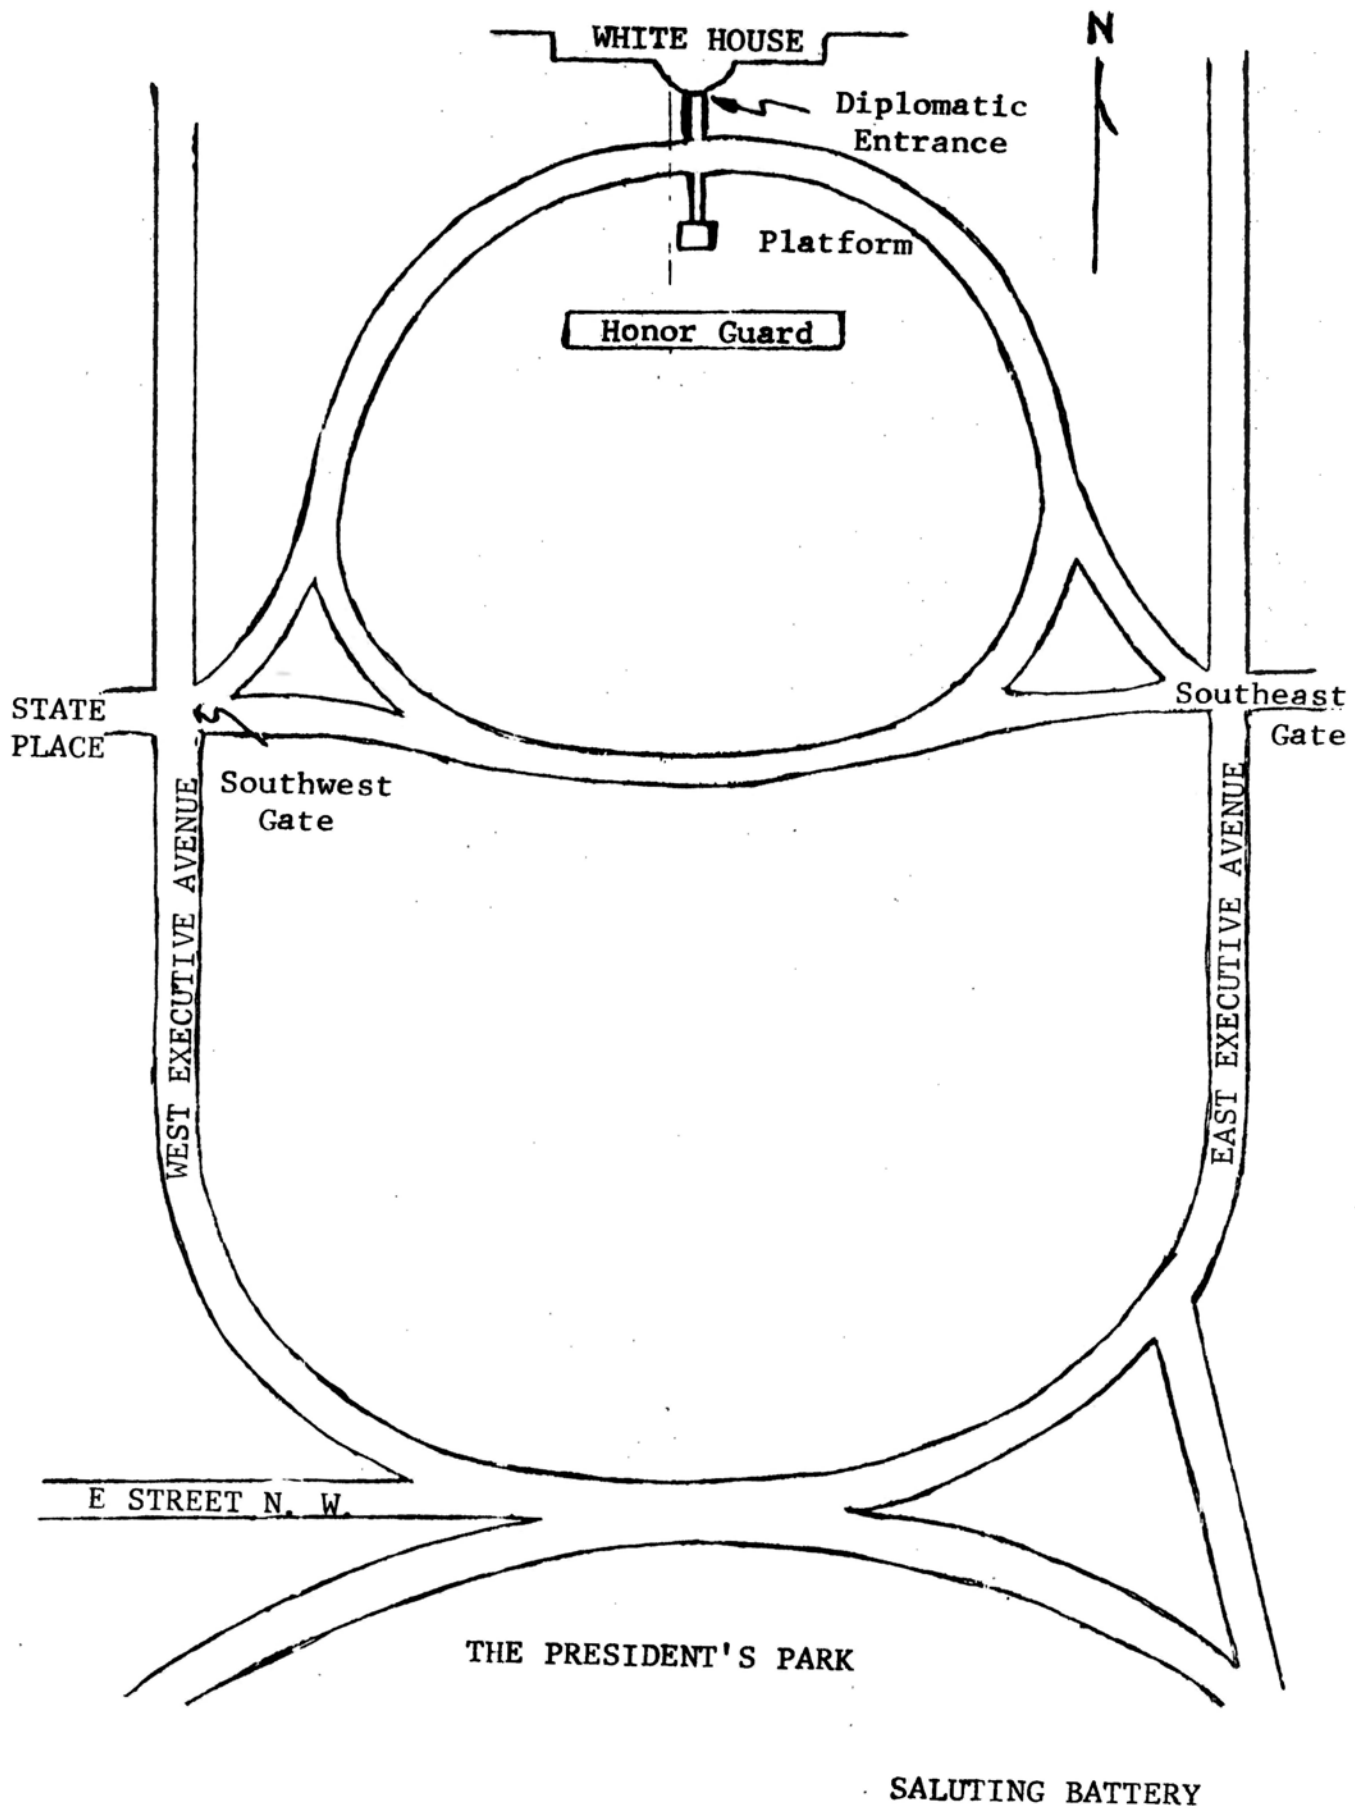 WHITE HOUSE
N
Diplomatic
Entrance
Platform
Honor Guard
STATE
PLACE
Southeast
Gate
Southwest
Gate
WEST EXECUTIVE AVENUE
EAST EXECUTIVE AVENUE
E STREET N. W.
THE PRESIDENT'S PARK
SALUTING BATTERY